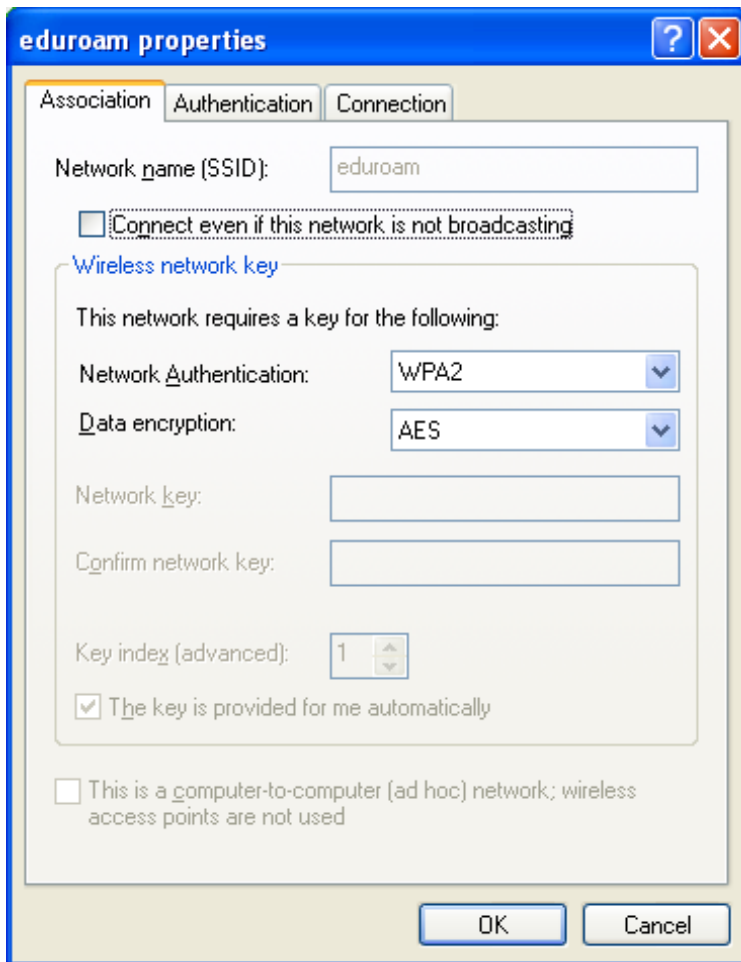 eduroam properties
Association Authentication Connection
Network name (SSID): eduroam
Connect even if this network is not broadcasting
Wireless network key
This network requires a key for the following:
Network Authentication: WPA2
Data encryption: AES
Network key:
Confirm network key:
Key index (advanced): 1
The key is provided for me automatically
This is a computer-to-computer (ad hoc) network; wireless
access points are not used
OK Cancel